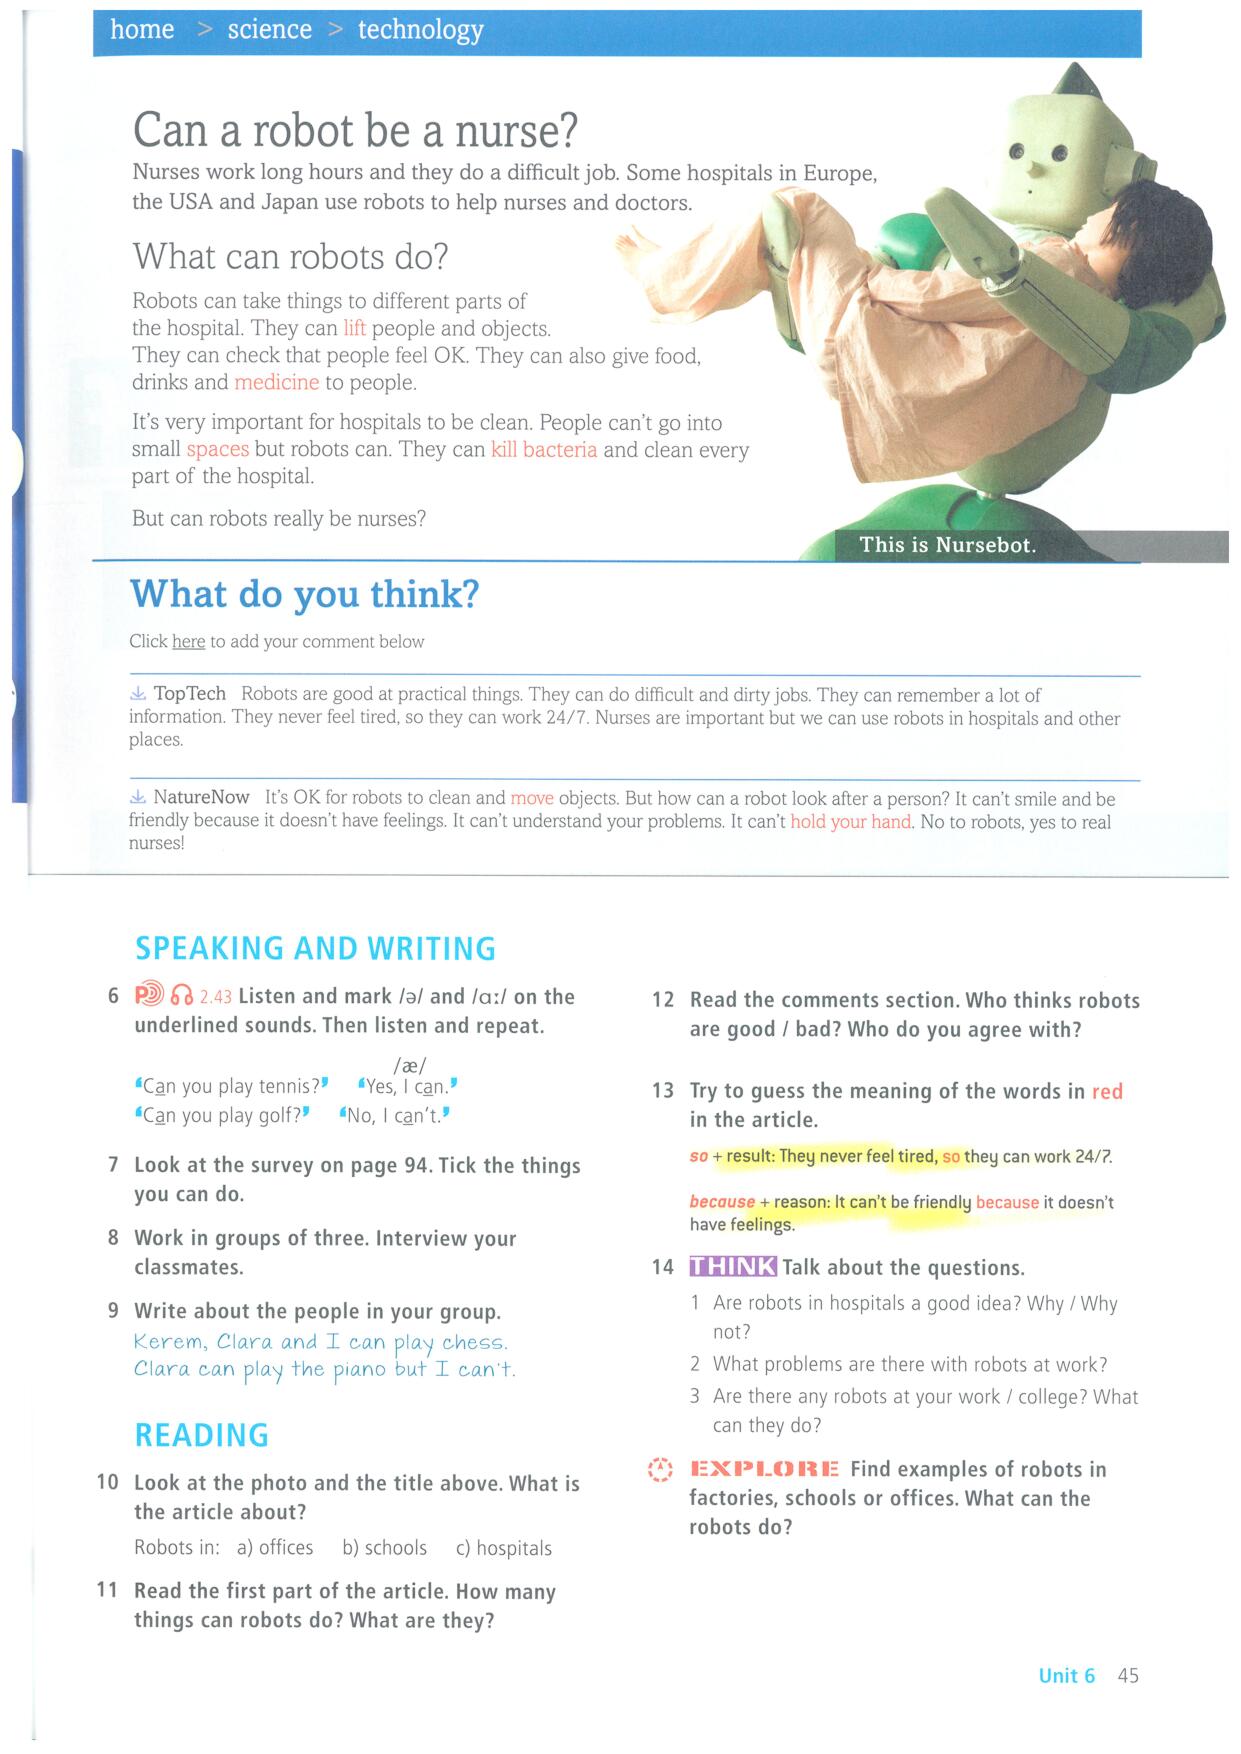 home > science > technology
Can a robot be a nurse?
Nurses work long hours and they do a difficult job. Some hospitals in Europe,
the USA and Japan use robots to help nurses and doctors.
What can robots do?
Robots can take things to different parts of
the hospital. They can lift people and objects.
They can check that people feel OK. They can also give food,
drinks and medicine to people.
It's very important for hospitals to be clean. People can't go into
small spaces but robots can. They can kill bacteria and clean every
part of the hospital.
But can robots really be nurses?
This is Nursebot.
What do you think?
Click here to add your comment below
TopTech Robots are good at practical things. They can do difficult and dirty jobs. They can remember a lot of
information. They never feel tired, so they can work 24/7. Nurses are important but we can use robots in hospitals and other
places.
NatureNow It's OK for robots to clean and move objects. But how can a robot look after a person? It can't smile and be
friendly because it doesn't have feelings. It can't understand your problems. It can't hold your hand. No to robots, yes to real
nurses!
SPEAKING AND WRITING
6 P 2.43 Listen and mark /ə/ and /ɑː/ on the
underlined sounds. Then listen and repeat.
/æ/
'Can you play tennis?' 'Yes, I can.'
'Can you play golf?' 'No, I can't.'
7 Look at the survey on page 94. Tick the things
you can do.
8 Work in groups of three. Interview your
classmates.
9 Write about the people in your group.
Kerem, Clara and I can play chess.
Clara can play the piano but I can't.
READING
10 Look at the photo and the title above. What is
the article about?
Robots in: a) offices b) schools c) hospitals
11 Read the first part of the article. How many
things can robots do? What are they?
12 Read the comments section. Who thinks robots
are good / bad? Who do you agree with?
13 Try to guess the meaning of the words in red
in the article.
so + result: They never feel tired, so they can work 24/7.
because + reason: It can't be friendly because it doesn't
have feelings.
14 THINK Talk about the questions.
1 Are robots in hospitals a good idea? Why / Why
not?
2 What problems are there with robots at work?
3 Are there any robots at your work / college? What
can they do?
EXPLORE Find examples of robots in
factories, schools or offices. What can the
robots do?
Unit 6 45